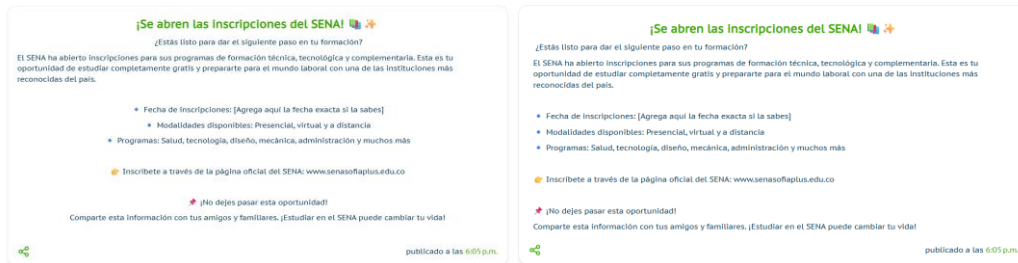 ¡Se abren las inscripciones del SENA! 📚 ✨
¿Estás listo para dar el siguiente paso en tu formación?
El SENA ha abierto inscripciones para sus programas de formación técnica, tecnológica y complementaria. Esta es tu
oportunidad de estudiar completamente gratis y prepararte para el mundo laboral con una de las instituciones más
reconocidas del país.
🔹 Fecha de inscripciones: [Agrega aquí la fecha exacta si la sabes]
🔹 Modalidades disponibles: Presencial, virtual y a distancia
🔹 Programas: Salud, tecnología, diseño, mecánica, administración y muchos más
👉 Inscríbete a través de la página oficial del SENA: www.senasofiaplus.edu.co
📌 ¡No dejes pasar esta oportunidad!
Comparte esta información con tus amigos y familiares. ¡Estudiar en el SENA puede cambiar tu vida!
publicado a las 6:05 p.m.
¡Se abren las inscripciones del SENA! 📚 ✨
¿Estás listo para dar el siguiente paso en tu formación?
El SENA ha abierto inscripciones para sus programas de formación técnica, tecnológica y complementaria. Esta es tu
oportunidad de estudiar completamente gratis y prepararte para el mundo laboral con una de las instituciones más
reconocidas del país.
🔹 Fecha de inscripciones: [Agrega aquí la fecha exacta si la sabes]
🔹 Modalidades disponibles: Presencial, virtual y a distancia
🔹 Programas: Salud, tecnología, diseño, mecánica, administración y muchos más
👉 Inscríbete a través de la página oficial del SENA: www.senasofiaplus.edu.co
📌 ¡No dejes pasar esta oportunidad!
Comparte esta información con tus amigos y familiares. ¡Estudiar en el SENA puede cambiar tu vida!
publicado a las 6:05 p.m.